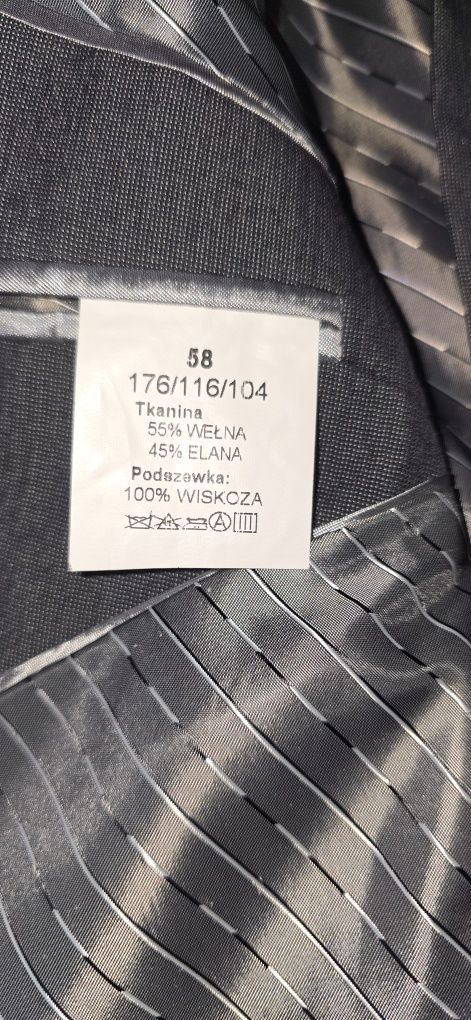 58
176/116/104
Tkanina
55% WEŁNA
45% ELANA
Podszewka:
100% WISKOZA
A